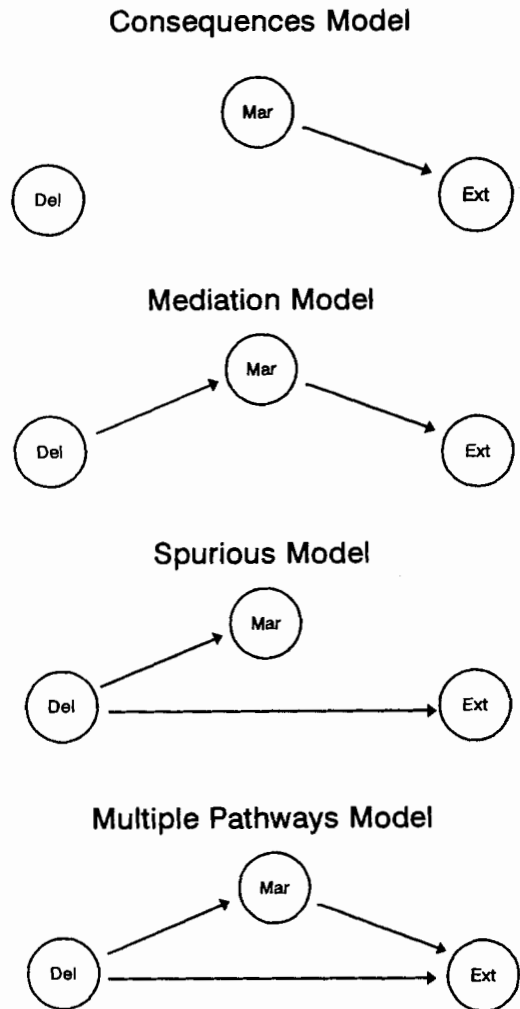 Consequences Model
Mar
Del
Ext
Mediation Model
Mar
Del
Ext
Spurious Model
Mar
Del
Ext
Multiple Pathways Model
Mar
Del
Ext